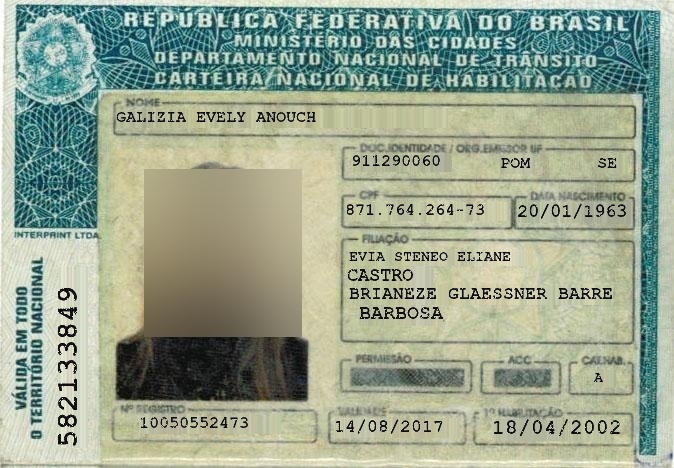 REPÚBLICA FEDERATIVA DO BRASIL
MINISTÉRIO DAS CIDADES
DEPARTAMENTO NACIONAL DE TRÂNSITO
CARTEIRA NACIONAL DE HABILITAÇÃO
NOME
GALIZIA EVELY ANOUCH
DOC.IDENTIDADE / ORG.EMISSOR UF
911290060 POM SE
CPF DATA NASCIMENTO
871.764.264-73 20/01/1963
FILIAÇÃO
EVIA STENEO ELIANE
CASTRO
BRIANEZE GLAESSNER BARRE
BARBOSA
PERMISSÃO ACC CAT.HAB.
A
Nº REGISTRO VALIDADE 1ª HABILITAÇÃO
10050552473 14/08/2017 18/04/2002
INTERPRINT LTDA
VÁLIDA EM TODO
O TERRITÓRIO NACIONAL
582133849